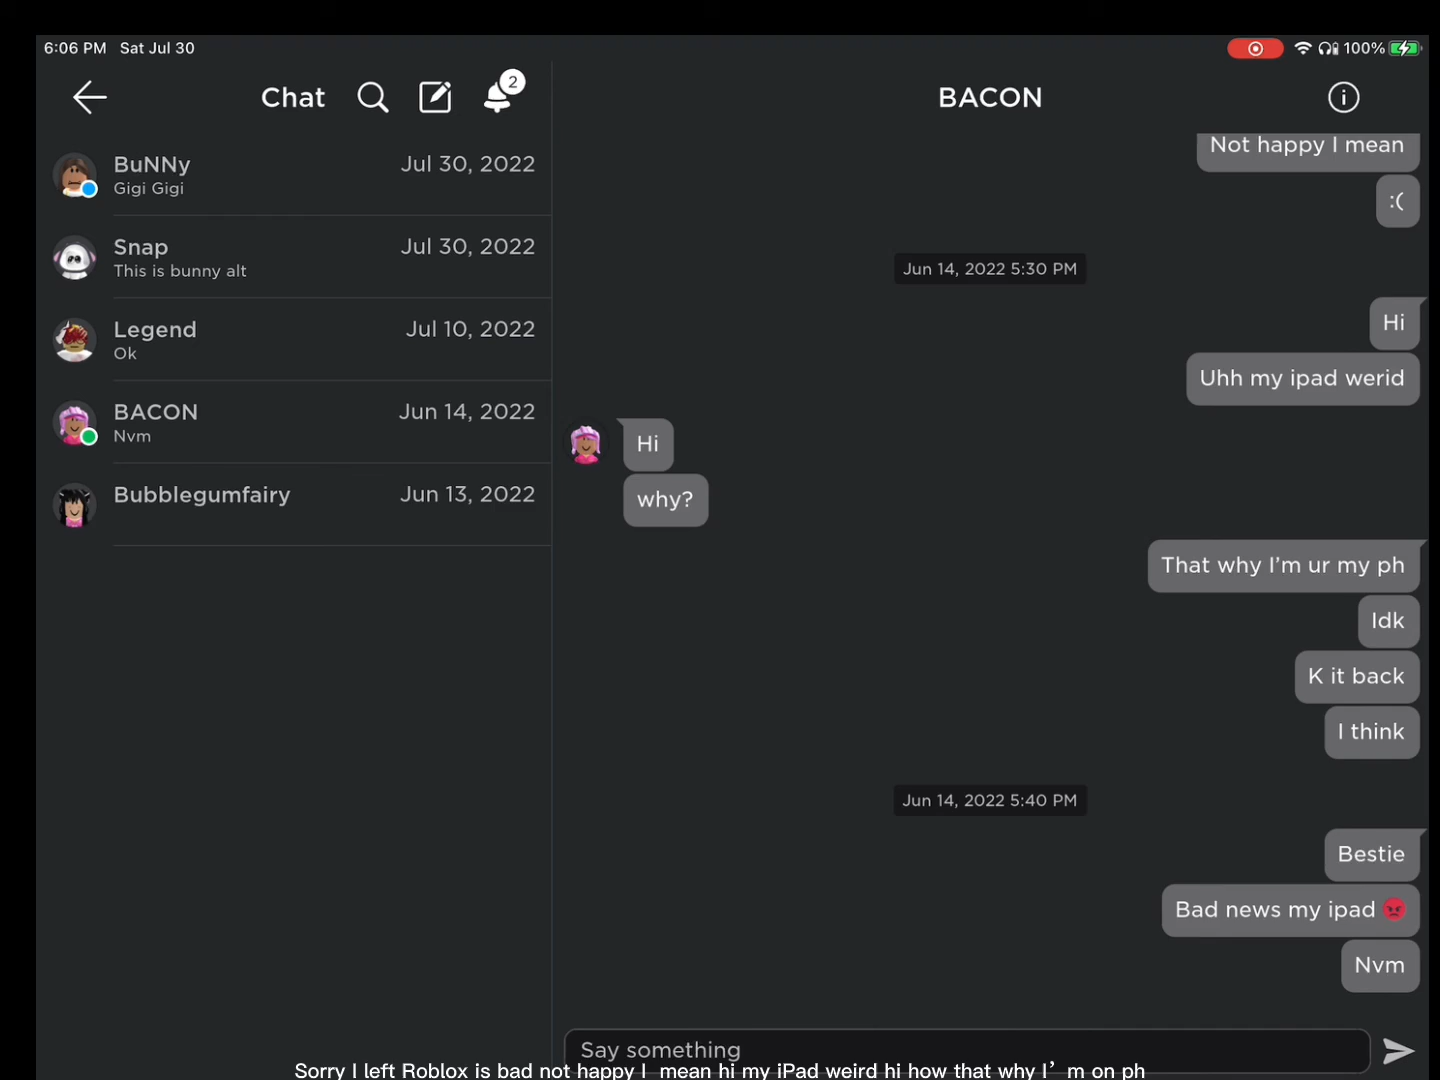 6:06 PM Sat Jul 30
100%
Chat
2
BACON
BuNNy
Jul 30, 2022
Gigi Gigi
Snap
Jul 30, 2022
This is bunny alt
Legend
Jul 10, 2022
Ok
BACON
Jun 14, 2022
Nvm
Bubblegumfairy
Jun 13, 2022
Not happy I mean
:(
Jun 14, 2022 5:30 PM
Hi
Uhh my ipad werid
Hi
why?
That why I’m ur my ph
Idk
K it back
I think
Jun 14, 2022 5:40 PM
Bestie
Bad news my ipad 😡
Nvm
Say something
Sorry I left Roblox is bad not happy I’mean hi my iPad weird hi how that why I’m on ph